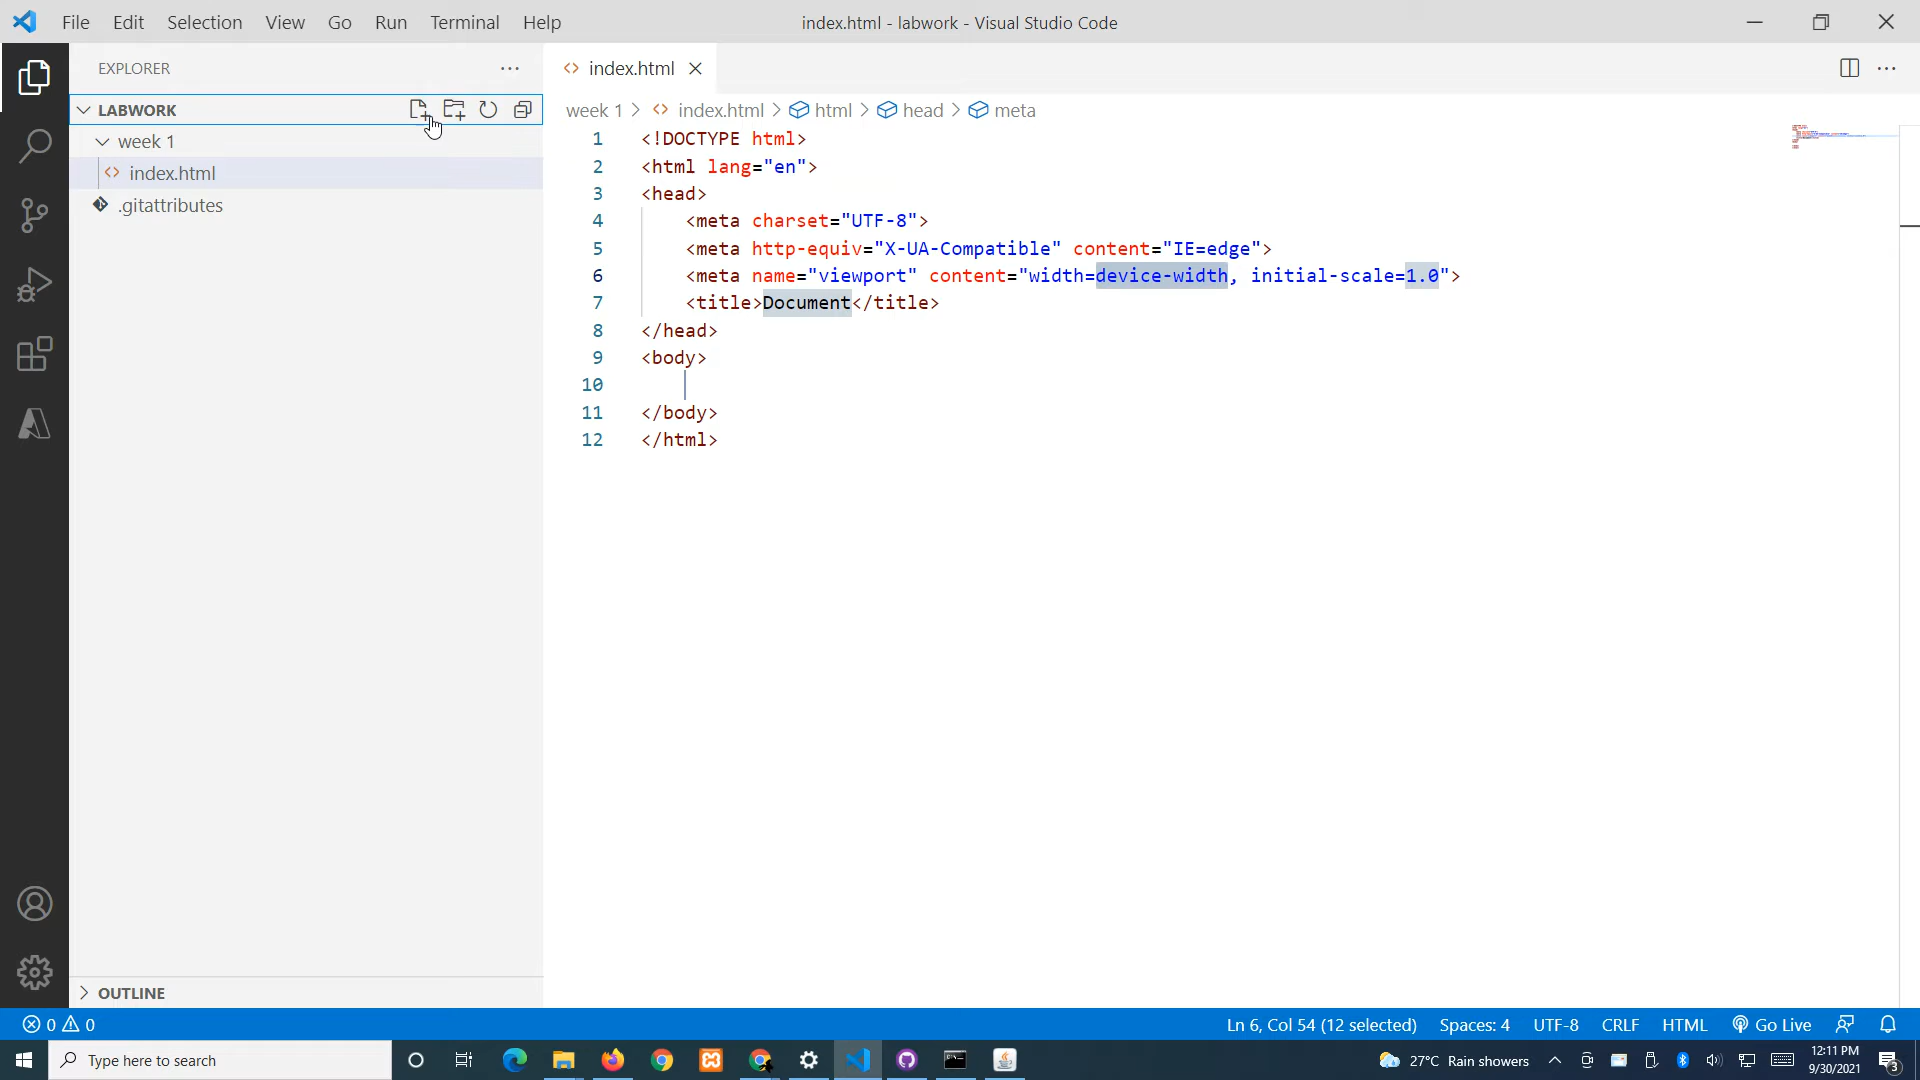 File Edit Selection View Go Run Terminal Help
index.html - labwork - Visual Studio Code
EXPLORER
index.html
LABWORK
week 1
index.html
.gitattributes
week 1 > index.html > html > head > meta
1 <!DOCTYPE html>
2 <html lang="en">
3 <head>
4 <meta charset="UTF-8">
5 <meta http-equiv="X-UA-Compatible" content="IE=edge">
6 <meta name="viewport" content="width=device-width, initial-scale=1.0">
7 <title>Document</title>
8 </head>
9 <body>
10
11 </body>
12 </html>
OUTLINE
0 0
Ln 6, Col 54 (12 selected) Spaces: 4 UTF-8 CRLF HTML Go Live
Type here to search
27°C Rain showers
12:11 PM
9/30/2021
3